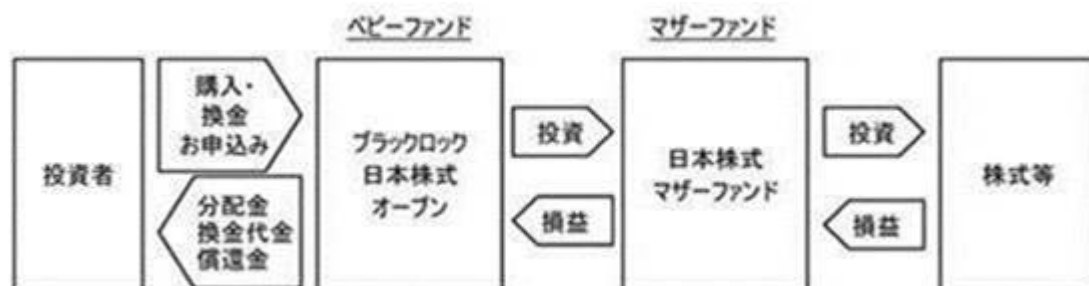 ベビーファンド
マザーファンド
投資者
購入・
換金
お申込み
分配金
換金代金
償還金
ブラックロック
日本株式
オープン
投資
損益
日本株式
マザーファンド
投資
損益
株式等